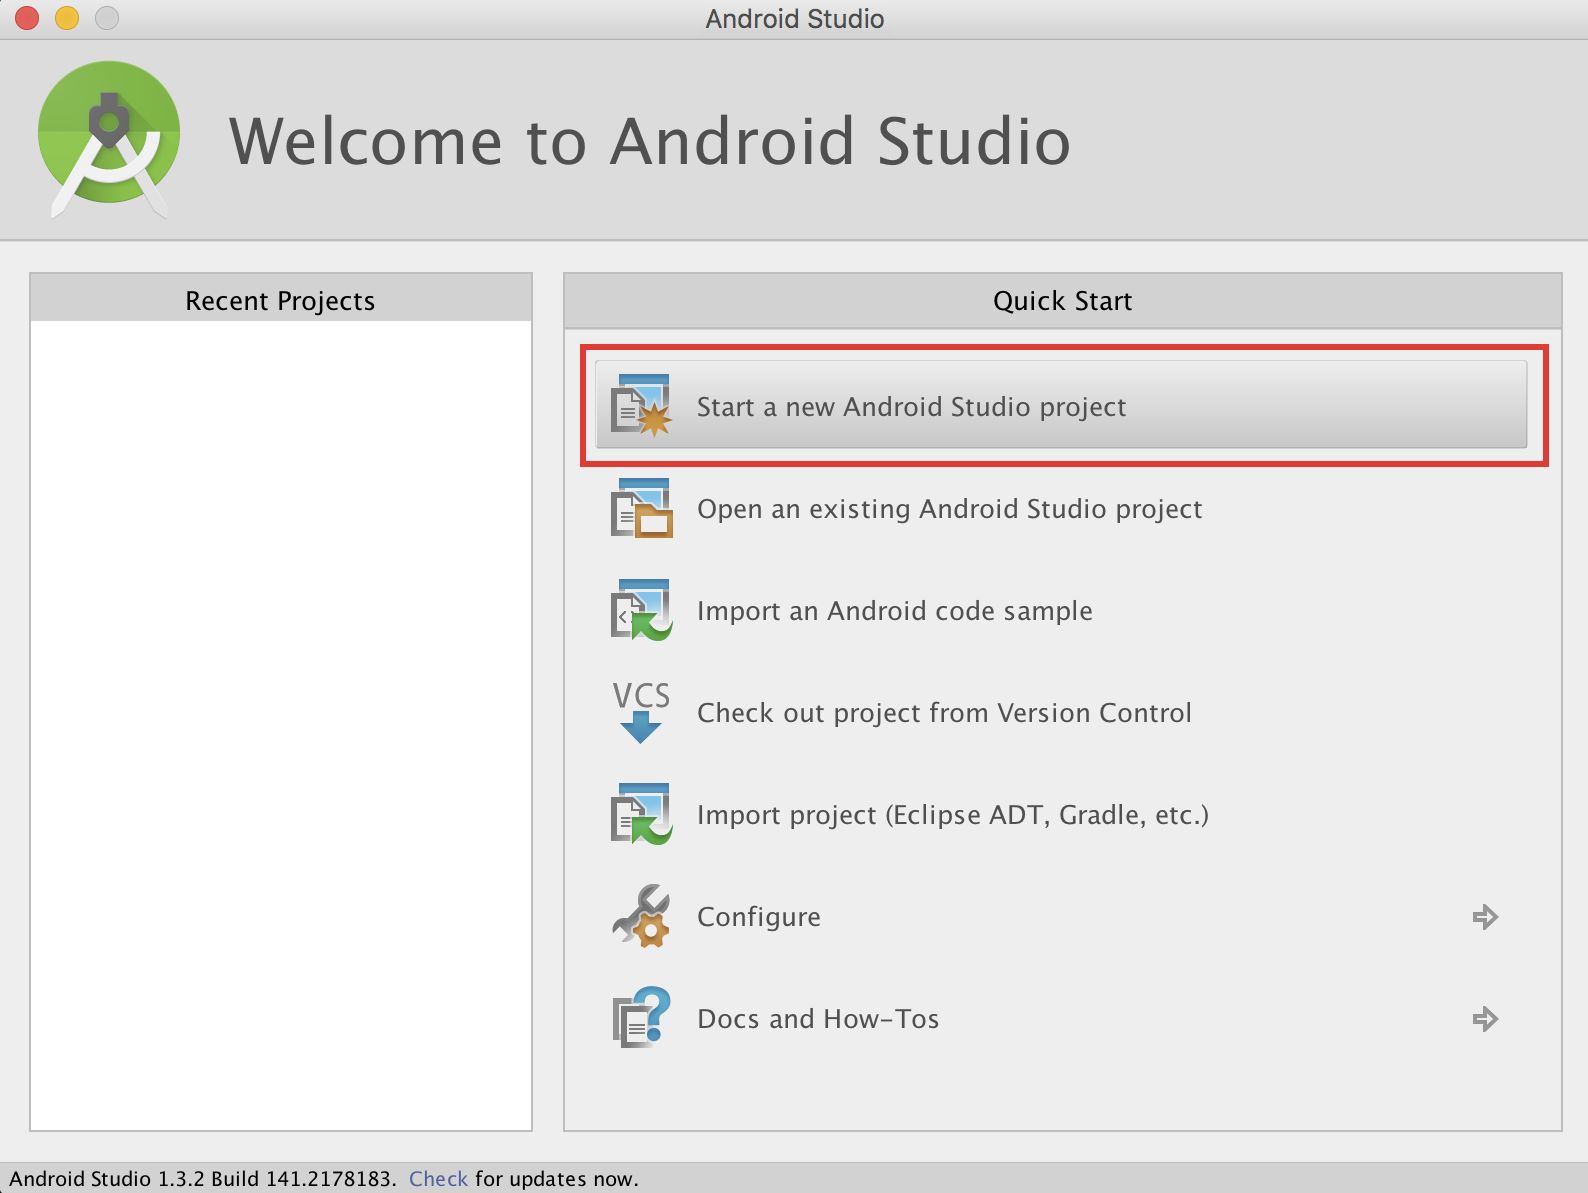 Android Studio
Welcome to Android Studio
Recent Projects
Quick Start
Start a new Android Studio project
Open an existing Android Studio project
Import an Android code sample
VCS
Check out project from Version Control
Import project (Eclipse ADT, Gradle, etc.)
Configure
Docs and How-Tos
Android Studio 1.3.2 Build 141.2178183. Check for updates now.